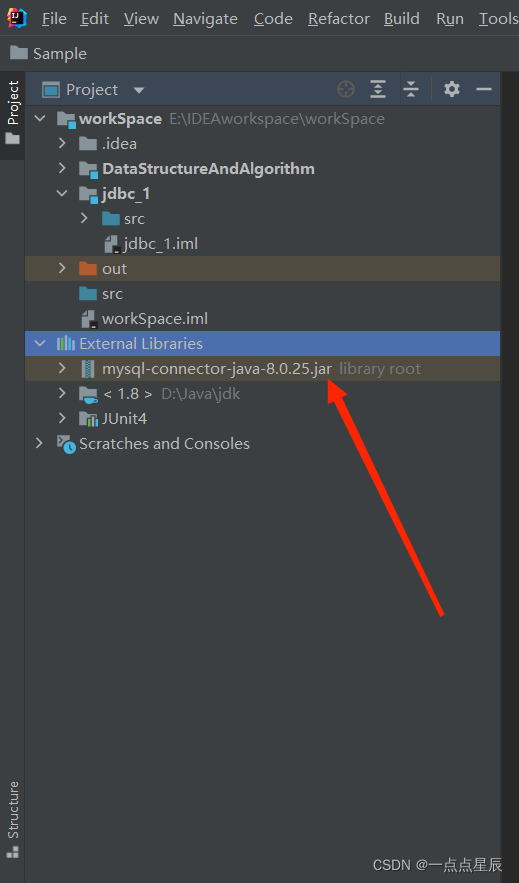 File Edit View Navigate Code Refactor Build Run Tools
Sample
Project
Project
workSpace E:\IDEAworkspace\workSpace
.idea
DataStructureAndAlgorithm
jdbc_1
src
jdbc_1.iml
out
src
workSpace.iml
External Libraries
mysql-connector-java-8.0.25.jar library root
< 1.8 > D:\Java\jdk
JUnit4
Scratches and Consoles
Structure
CSDN @一点点星辰